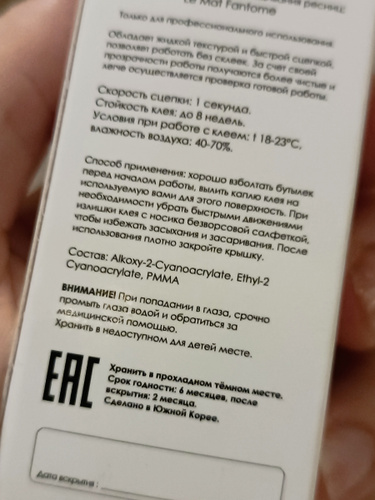 ресниц
Le Mat Fantome
Только для профессионального использования.
Обладает жидкой текстурой и быстрой сцепкой,
позволяет работать без склеек. За счет своей
прозрачности работы получаются более чистые и
легче осуществляется проверка готовой работы.
Скорость сцепки: 1 секунда.
Стойкость клея: до 8 недель.
Условия при работе с клеем: t 18-23°C,
влажность воздуха: 40-70%.
Способ применения: хорошо взболтать бутылек
перед началом работы, вылить каплю клея на
используемую вами для этого поверхность. При
необходимости убрать быстрыми движениями
излишки клея с носика безворсовой салфеткой,
чтобы избежать засыхания и засаривания. После
использования плотно закройте крышку.
Состав: Alkoxy-2-Cyanoacrylate, Ethyl-2
Cyanoacrylate, PMMA
ВНИМАНИЕ! При попадании в глаза, срочно
промыть глаза водой и обратиться за
медицинской помощью.
Хранить в недоступном для детей месте.
EAC
Хранить в прохладном тёмном месте.
Срок годности: 6 месяцев, после
вскрытия: 2 месяца.
Сделано в Южной Корее.
Дата вскрытия: